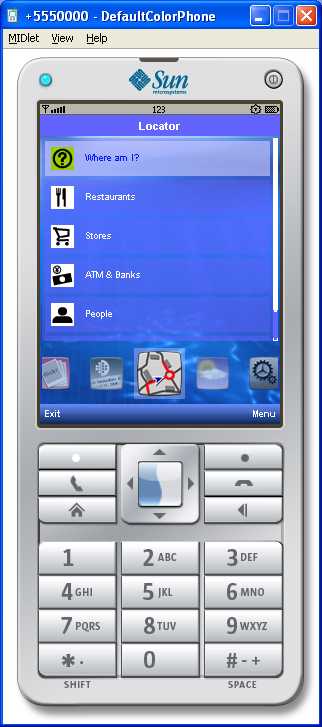 +5550000 - DefaultColorPhone
MIDlet View Help
Sun
microsystems
123
Locator
Where am I?
Restaurants
Stores
ATM & Banks
People
Exit Menu
1 2 ABC 3 DEF
4 GHI 5 JKL 6 MNO
7 PQRS 8 TUV 9 WXYZ
* . 0 # - +
SHIFT SPACE